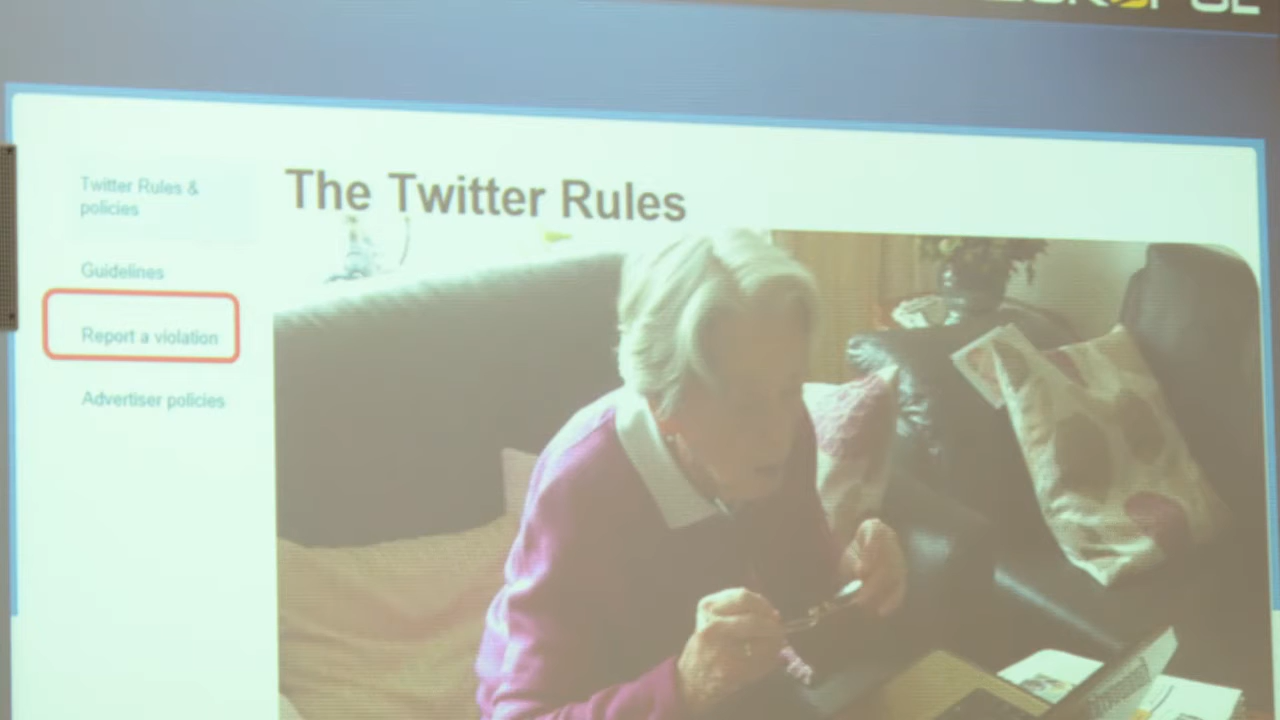 Twitter Rules &
policies
The Twitter Rules
Guidelines
Report a violation
Advertiser policies